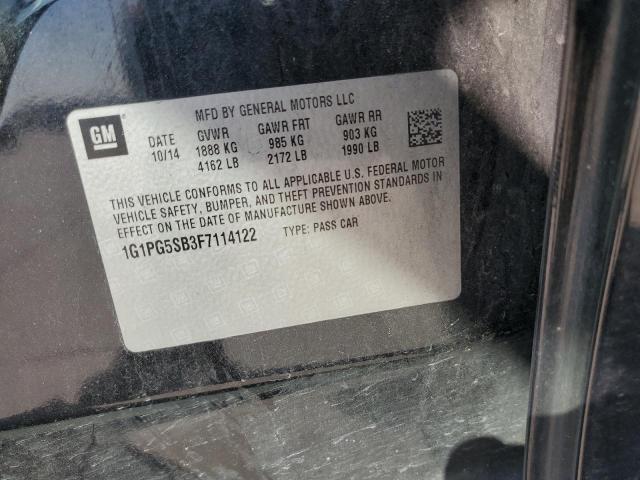 GM
MFD BY GENERAL MOTORS LLC
DATE GVWR GAWR FRT GAWR RR
10/14 1888 KG 985 KG 903 KG
4162 LB 2172 LB 1990 LB
THIS VEHICLE CONFORMS TO ALL APPLICABLE U.S. FEDERAL MOTOR
VEHICLE SAFETY, BUMPER, AND THEFT PREVENTION STANDARDS IN
EFFECT ON THE DATE OF MANUFACTURE SHOWN ABOVE.
1G1PG5SB3F7114122 TYPE: PASS CAR